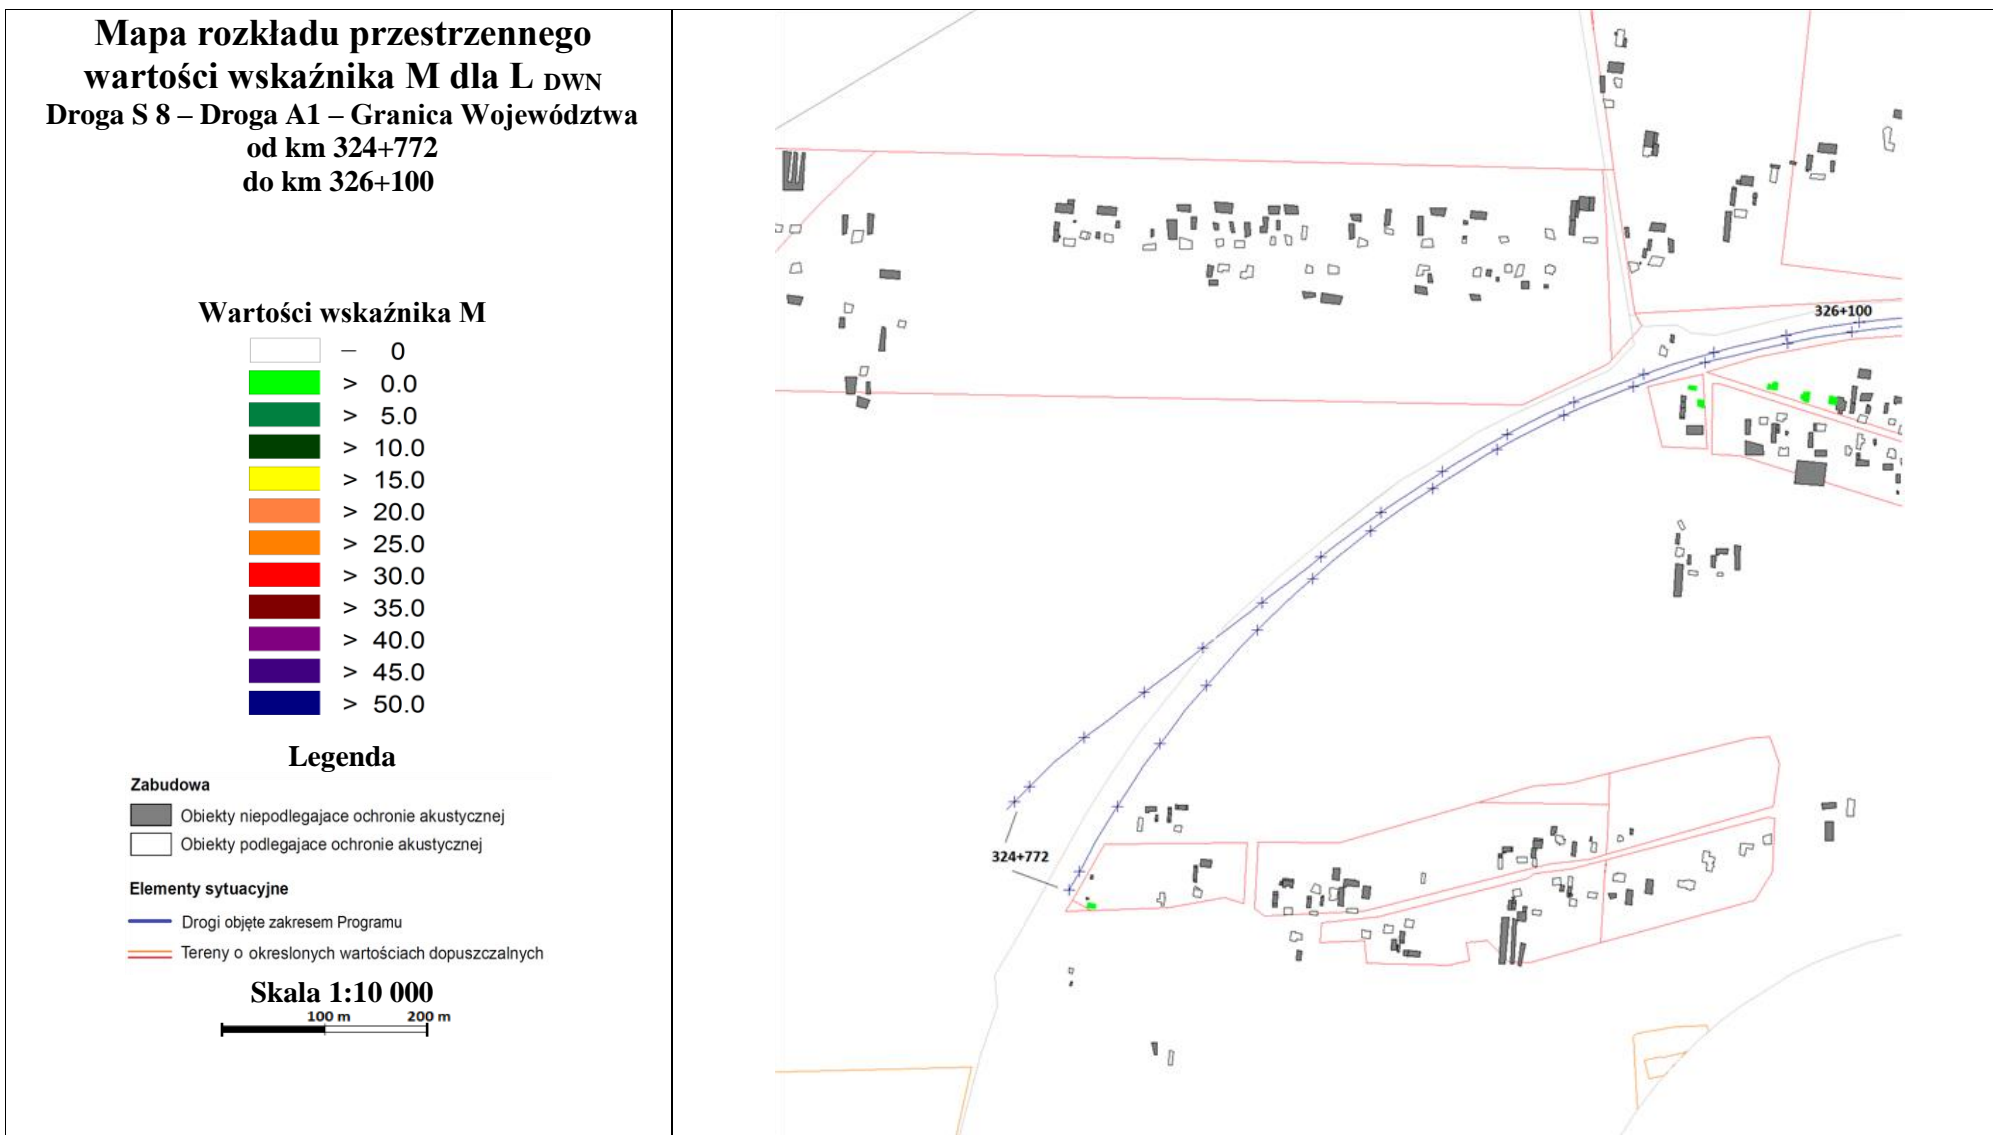 Mapa rozkładu przestrzennego
wartości wskaźnika M dla L DWN
Droga S 8 – Droga A1 – Granica Województwa
od km 324+772
do km 326+100
Wartości wskaźnika M
– 0
> 0.0
> 5.0
> 10.0
> 15.0
> 20.0
> 25.0
> 30.0
> 35.0
> 40.0
> 45.0
> 50.0
Legenda
Zabudowa
Obiekty niepodlegajace ochronie akustycznej
Obiekty podlegajace ochronie akustycznej
Elementy sytuacyjne
Drogi objęte zakresem Programu
Tereny o okreslonych wartościach dopuszczalnych
Skala 1:10 000
100 m 200 m
326+100
324+772